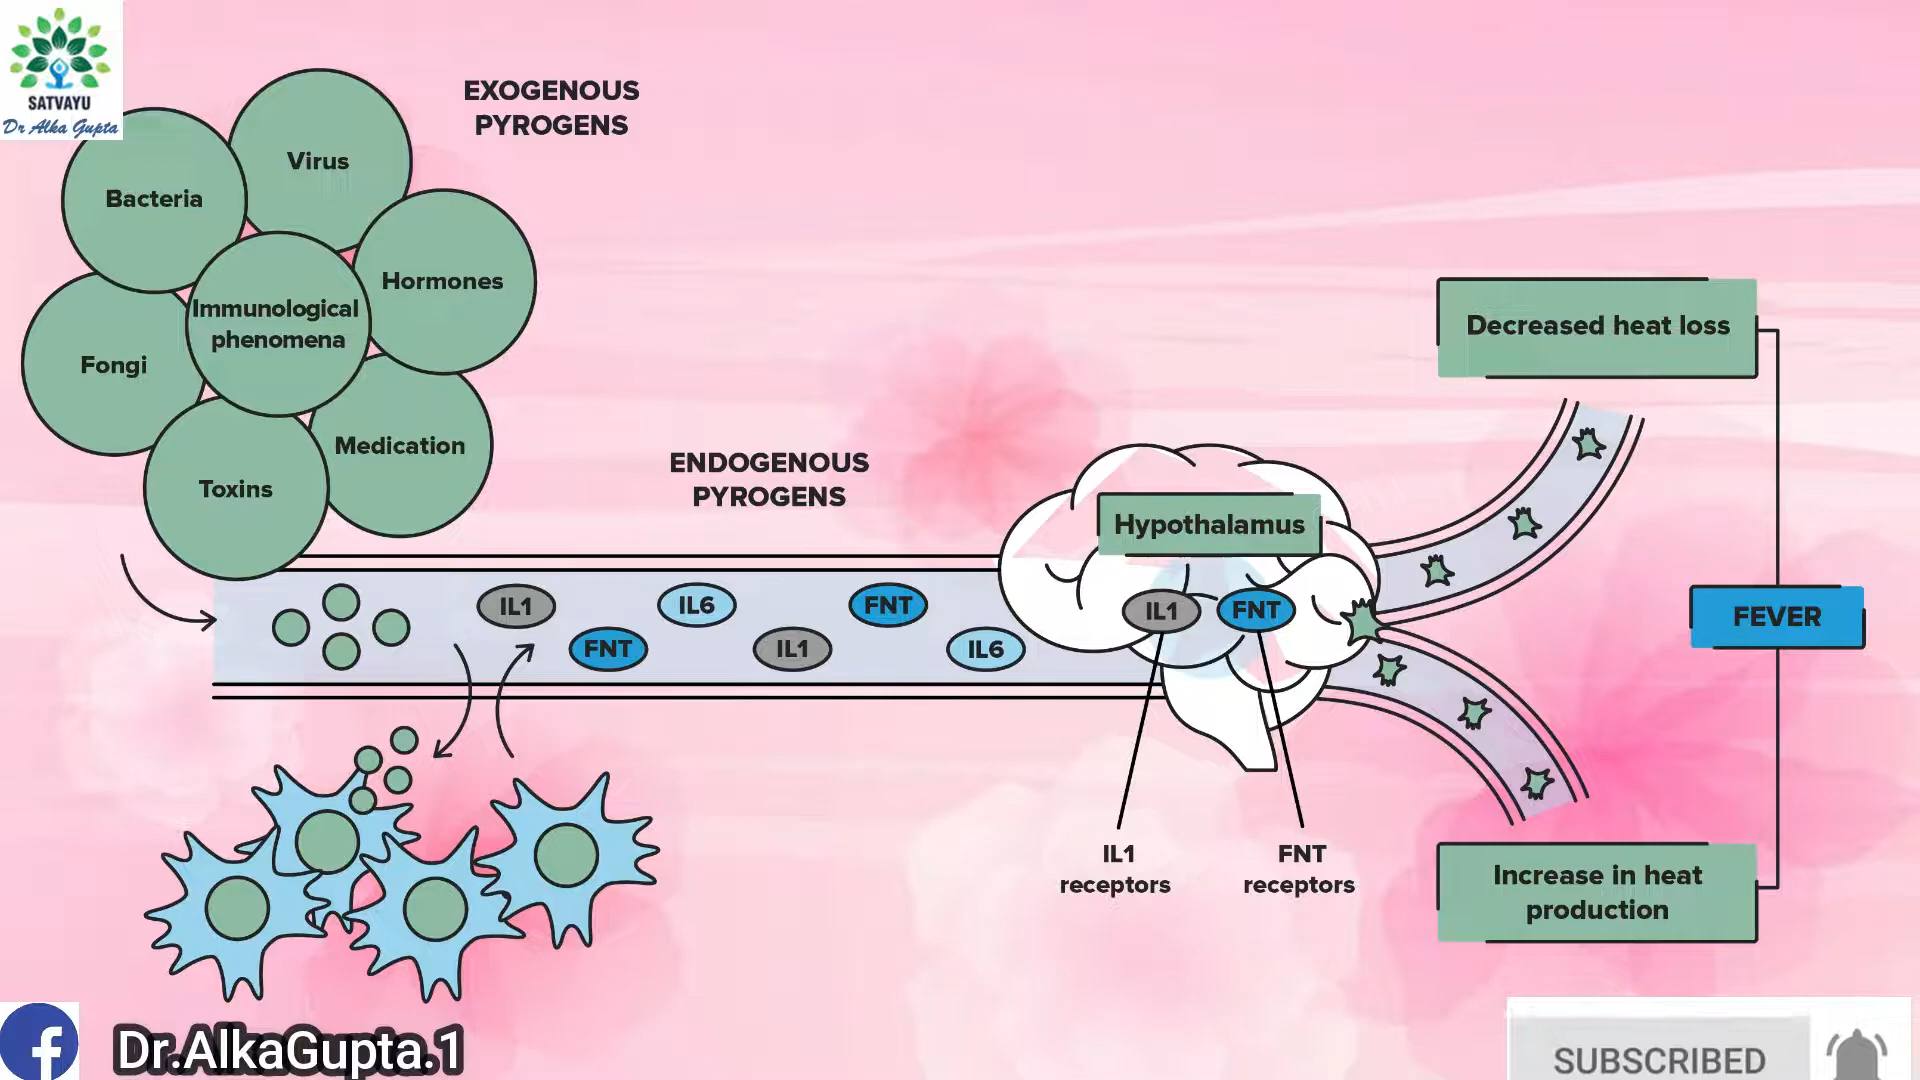 SATVAYU
Dr Alka Gupta
EXOGENOUS
PYROGENS
Virus
Bacteria
Hormones
Immunological
phenomena
Fongi
Medication
Toxins
ENDOGENOUS
PYROGENS
Hypothalamus
Decreased heat loss
FEVER
IL1
IL6
FNT
IL1
FNT
FNT
IL1
IL6
IL1
receptors
FNT
receptors
Increase in heat
production
Dr.AlkaGupta.1
SUBSCRIBED